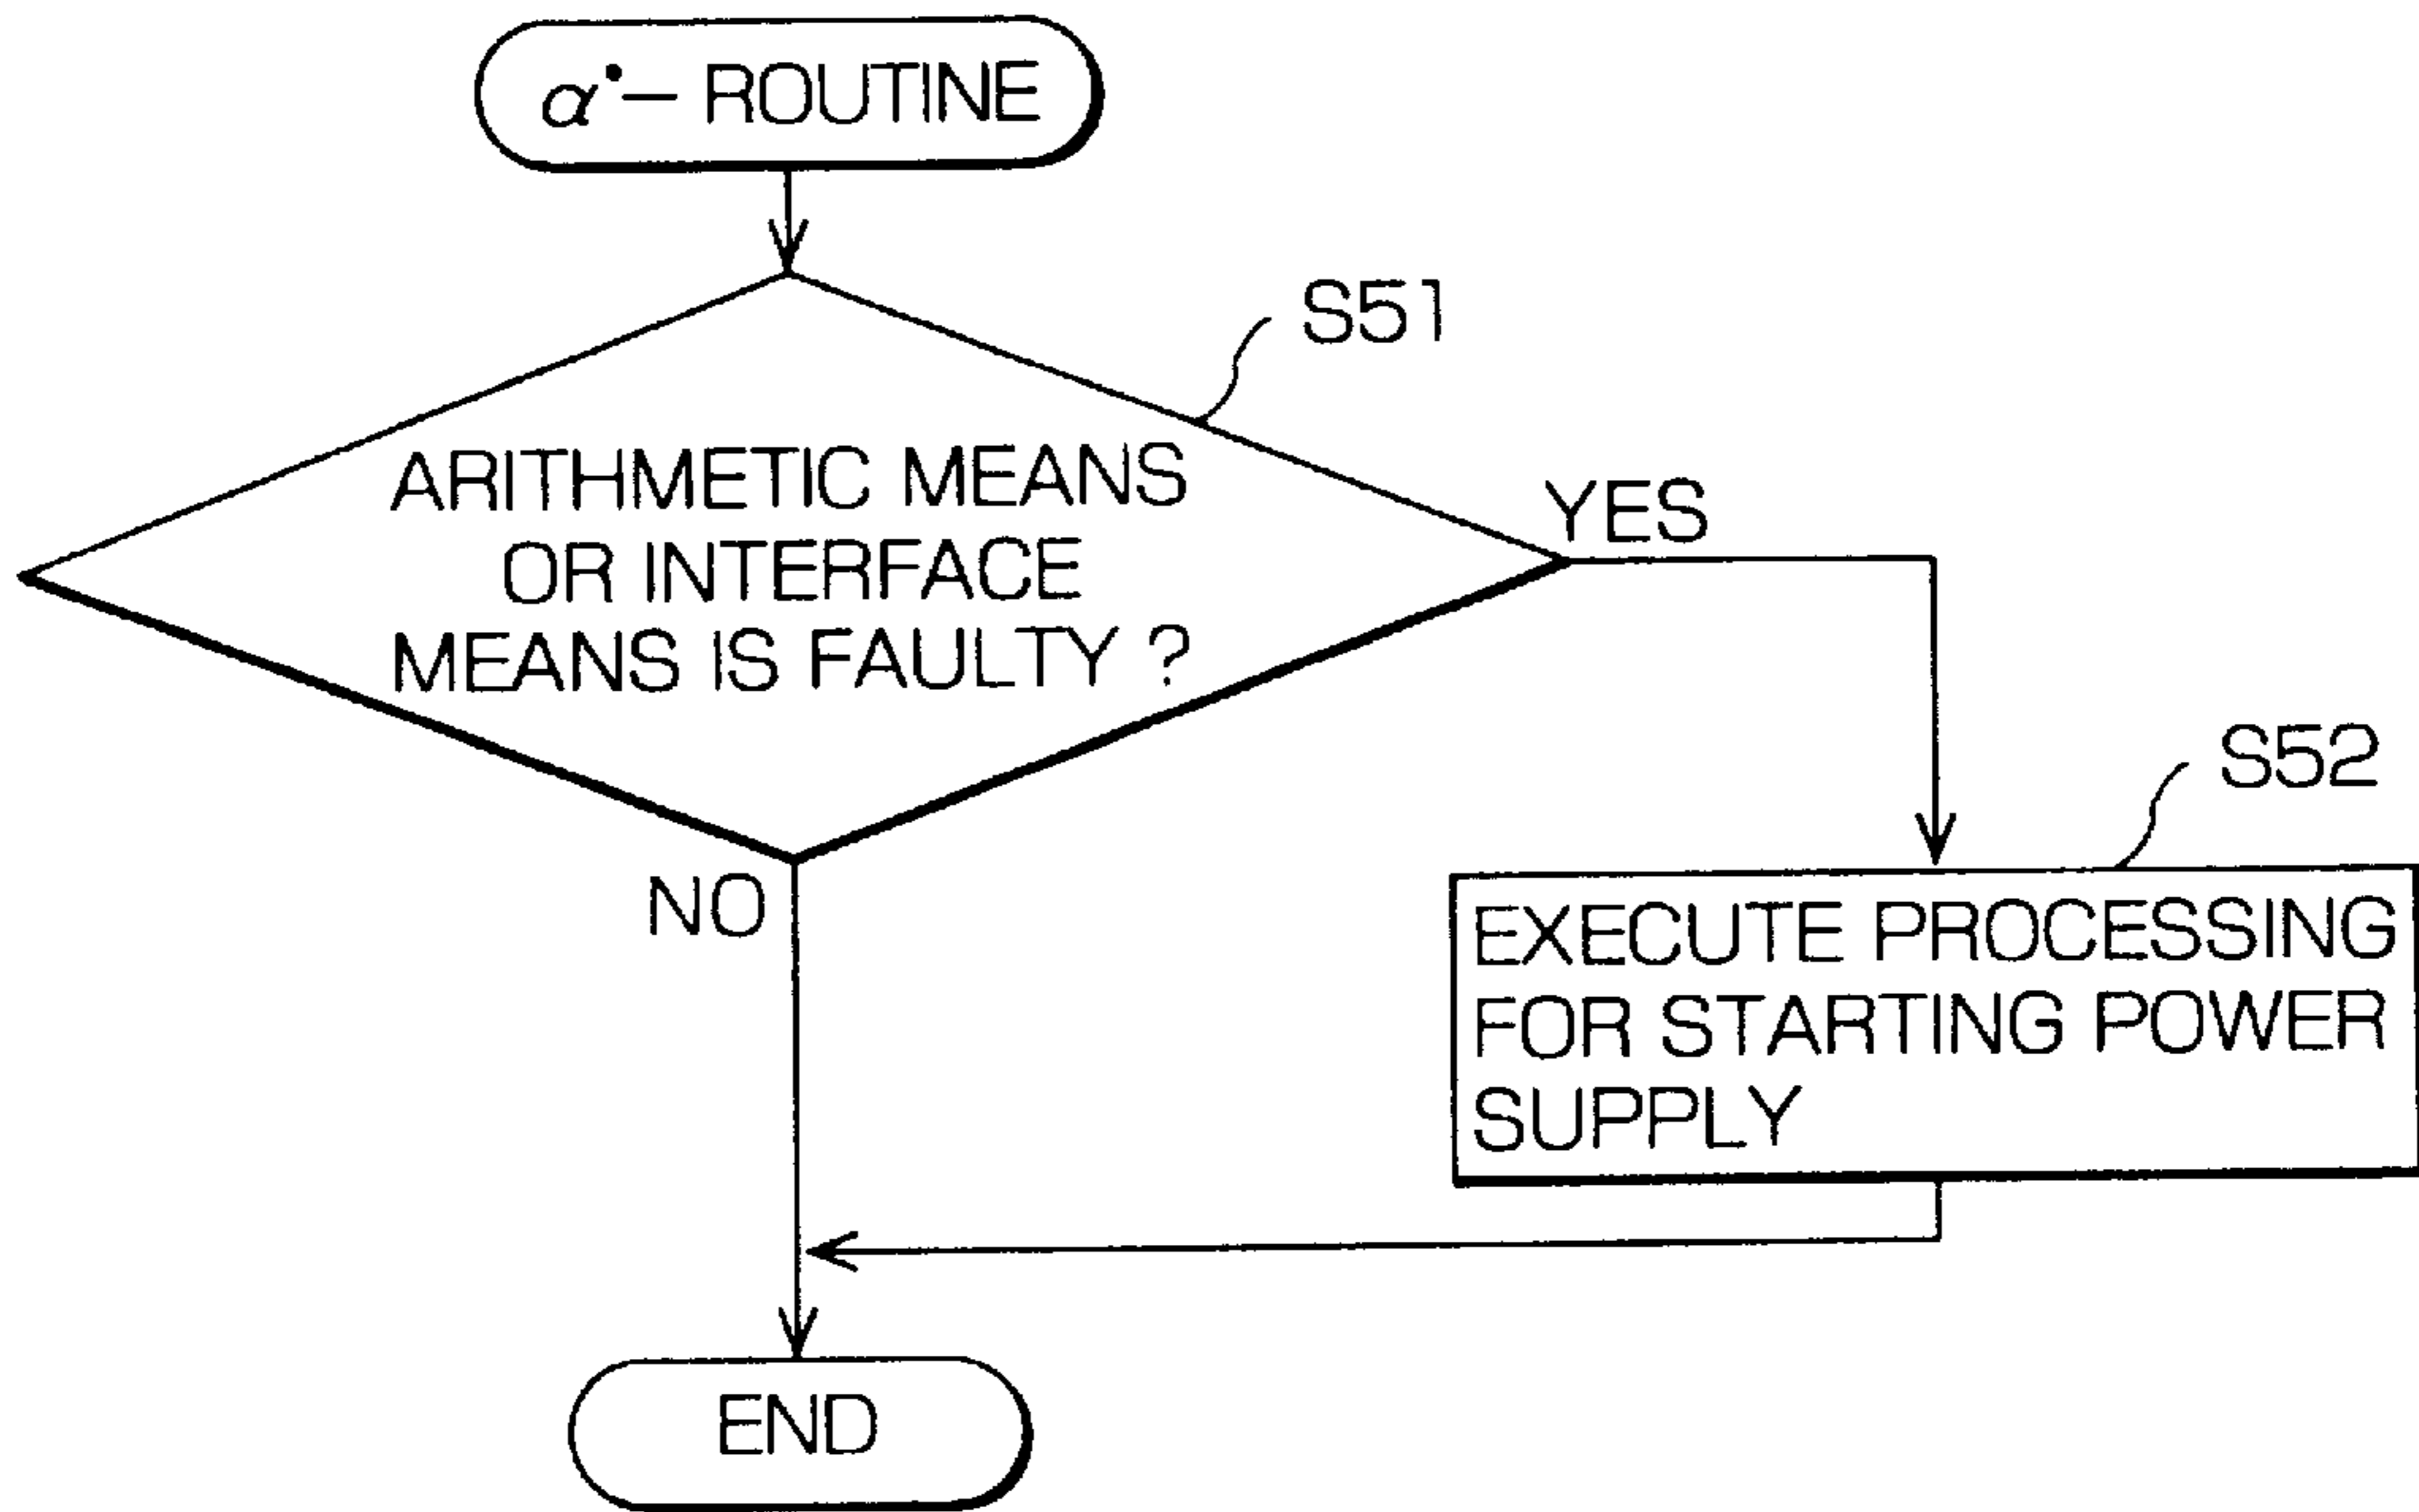 α•— ROUTINE
S51
ARITHMETIC MEANS
OR INTERFACE
MEANS IS FAULTY ?
YES
NO
S52
EXECUTE PROCESSING
FOR STARTING POWER
SUPPLY
END